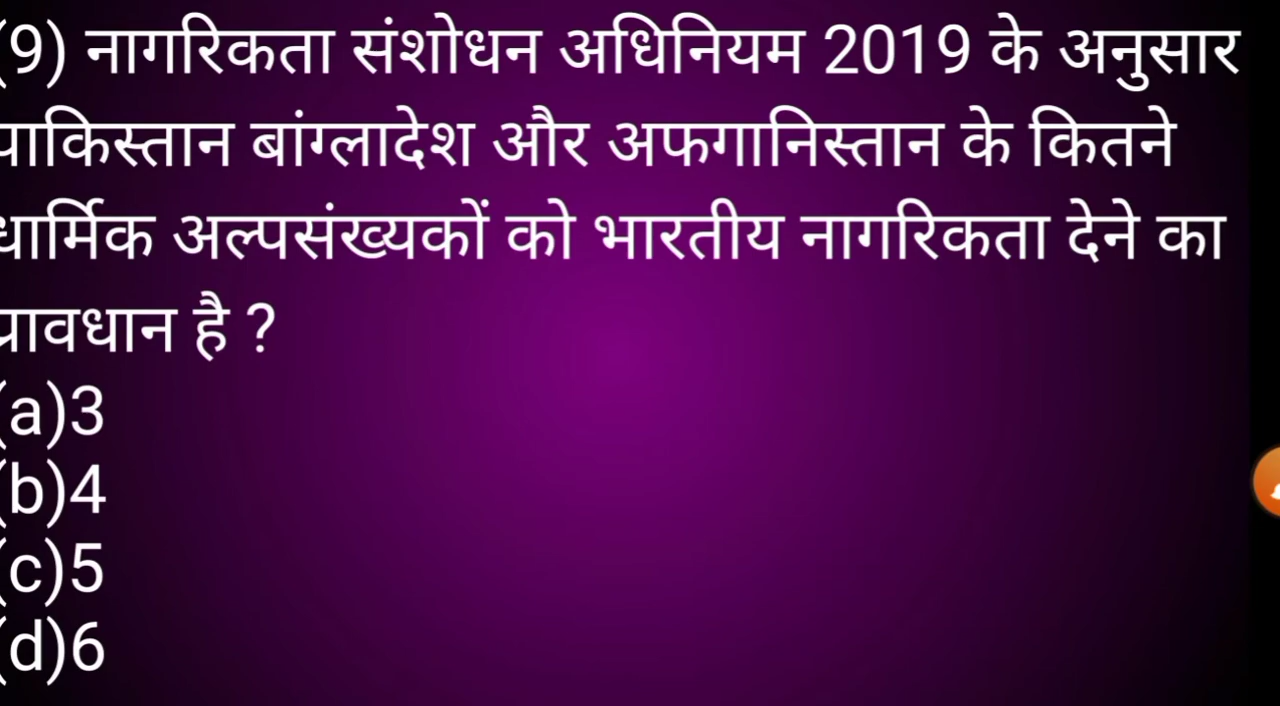 (9) नागरिकता संशोधन अधिनियम 2019 के अनुसार
पाकिस्तान बांग्लादेश और अफगानिस्तान के कितने
धार्मिक अल्पसंख्यकों को भारतीय नागरिकता देने का
प्रावधान है ?
(a)3
(b)4
(c)5
(d)6